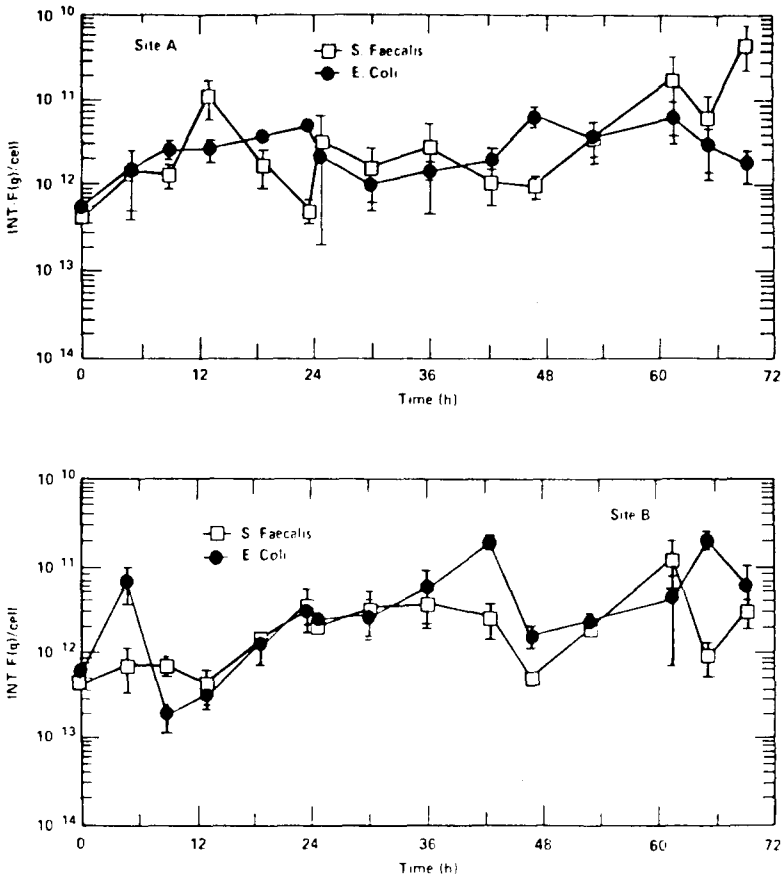 10 10
Site A
S. Faecalis
E. Coli
10 11
10 12
10 13
10 14
INT-F(g)/cell
0 12 24 36 48 60 72
Time (h)
10 10
Site B
S. Faecalis
E. Coli
10 11
10 12
10 13
10 14
INT F(g)/cell
0 12 24 36 48 60 72
Time (h)